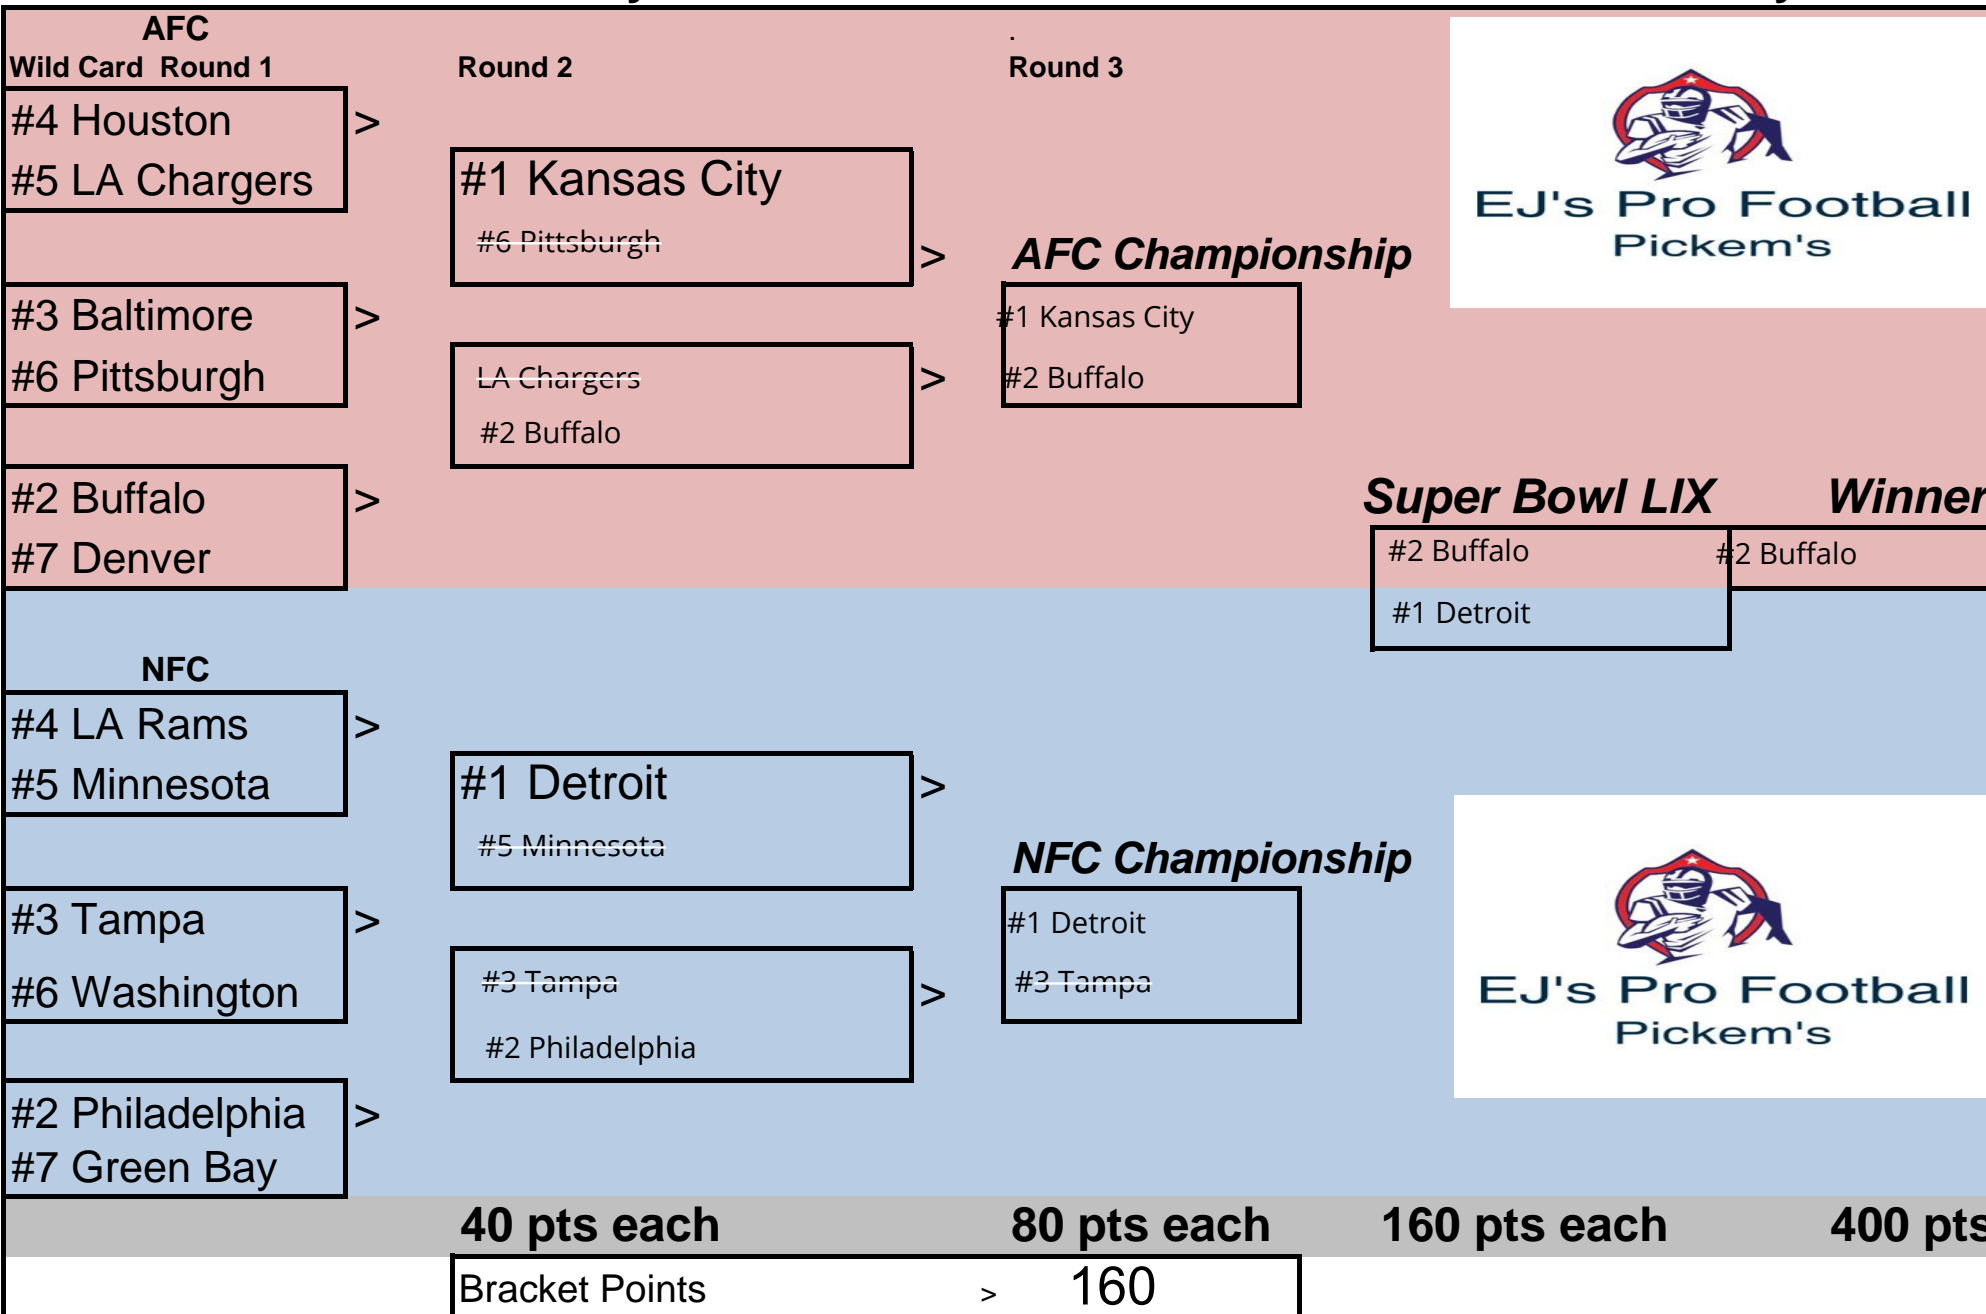 AFC
.
Wild Card Round 1
Round 2
Round 3
#4 Houston
>
#5 LA Chargers
#1 Kansas City
#6 Pittsburgh
>
AFC Championship
EJ's Pro Football
Pickem's
#3 Baltimore
>
#6 Pittsburgh
LA Chargers
#2 Buffalo
>
#1 Kansas City
#2 Buffalo
#2 Buffalo
>
#7 Denver
Super Bowl LIX
Winner
#2 Buffalo
#2 Buffalo
#1 Detroit
NFC
#4 LA Rams
>
#5 Minnesota
#1 Detroit
>
#5 Minnesota
NFC Championship
#3 Tampa
>
#6 Washington
#3 Tampa
>
#2 Philadelphia
#1 Detroit
#3 Tampa
EJ's Pro Football
Pickem's
#2 Philadelphia
>
#7 Green Bay
40 pts each
80 pts each
160 pts each
400 pts
Bracket Points
>
160